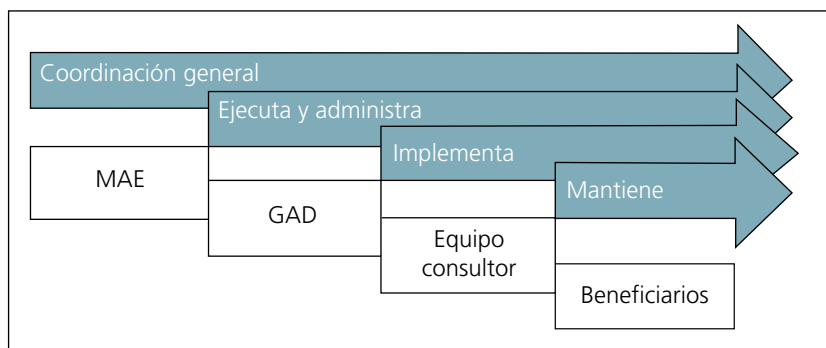 Coordinación general
Ejecuta y administra
Implementa
Mantiene
MAE
GAD
Equipo
consultor
Beneficiarios